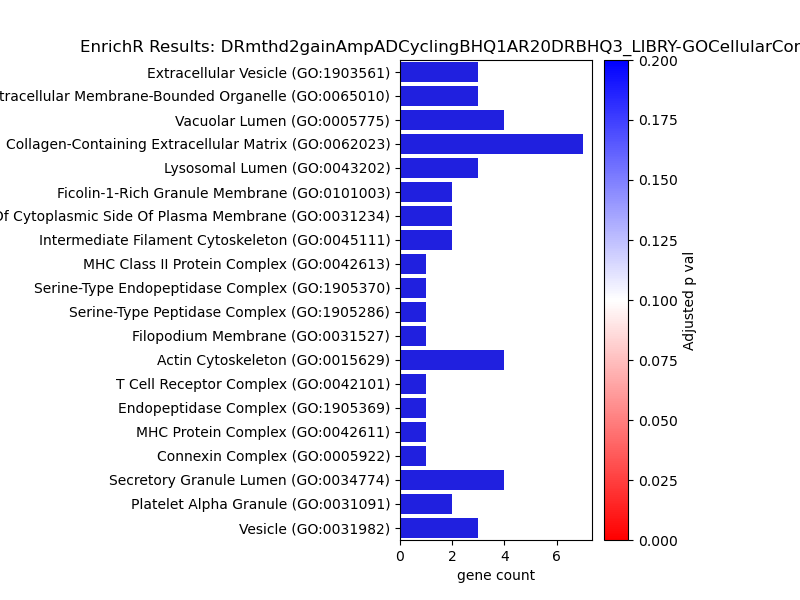 EnrichR Results: DRmthd2gainAmpADCyclingBHQ1AR20DRBHQ3_LIBRY-GOCellularCor
Extracellular Vesicle (GO:1903561)
tracellular Membrane-Bounded Organelle (GO:0065010)
Vacuolar Lumen (GO:0005775)
Collagen-Containing Extracellular Matrix (GO:0062023)
Lysosomal Lumen (GO:0043202)
Ficolin-1-Rich Granule Membrane (GO:0101003)
Of Cytoplasmic Side Of Plasma Membrane (GO:0031234)
Intermediate Filament Cytoskeleton (GO:0045111)
MHC Class II Protein Complex (GO:0042613)
Serine-Type Endopeptidase Complex (GO:1905370)
Serine-Type Peptidase Complex (GO:1905286)
Filopodium Membrane (GO:0031527)
Actin Cytoskeleton (GO:0015629)
T Cell Receptor Complex (GO:0042101)
Endopeptidase Complex (GO:1905369)
MHC Protein Complex (GO:0042611)
Connexin Complex (GO:0005922)
Secretory Granule Lumen (GO:0034774)
Platelet Alpha Granule (GO:0031091)
Vesicle (GO:0031982)
0 2 4 6
gene count
0.200
0.175
0.150
0.125
0.100
0.075
0.050
0.025
0.000
Adjusted p val